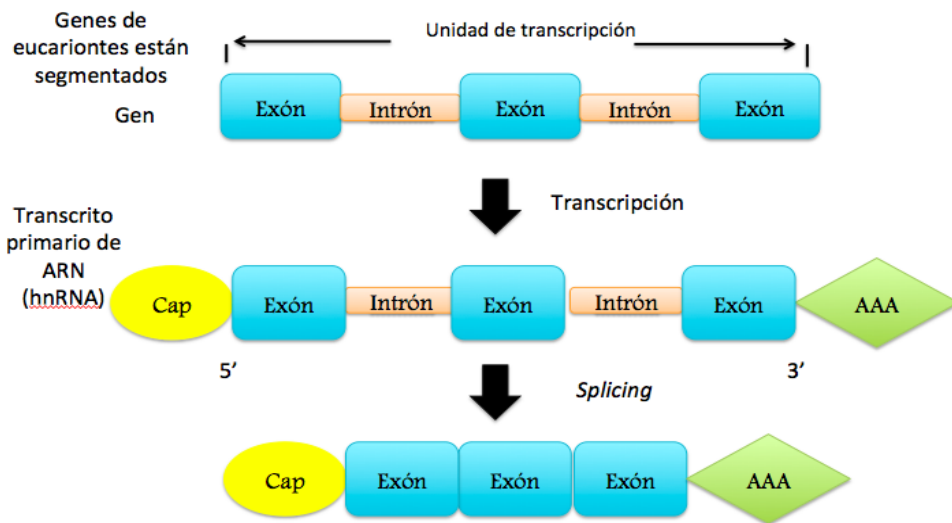 Genes de
eucariontes están
segmentados
Unidad de transcripción
Gen
Exón Intrón Exón Intrón Exón
Transcripción
Transcrito
primario de
ARN
(hnRNA)
Cap Exón Intrón Exón Intrón Exón AAA
5’ 3’
Splicing
Cap Exón Exón Exón AAA